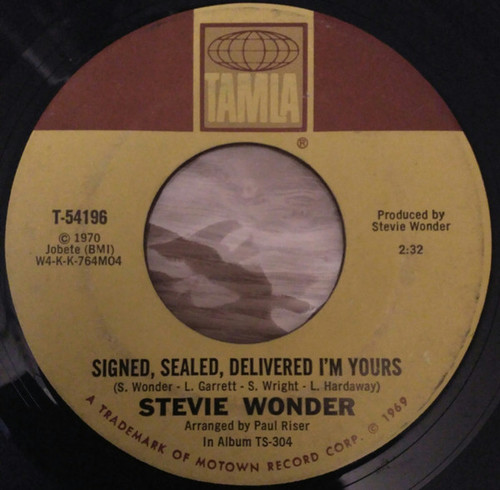 TAMLA
®
T-54196
© 1970
Jobete (BMI)
W4-K-K-764M04
Produced by
Stevie Wonder
2:32
SIGNED, SEALED, DELIVERED I'M YOURS
(S. Wonder - L. Garrett - S. Wright - L. Hardaway)
STEVIE WONDER
Arranged by Paul Riser
In Album TS-304
A TRADEMARK OF MOTOWN RECORD CORP. © 1969